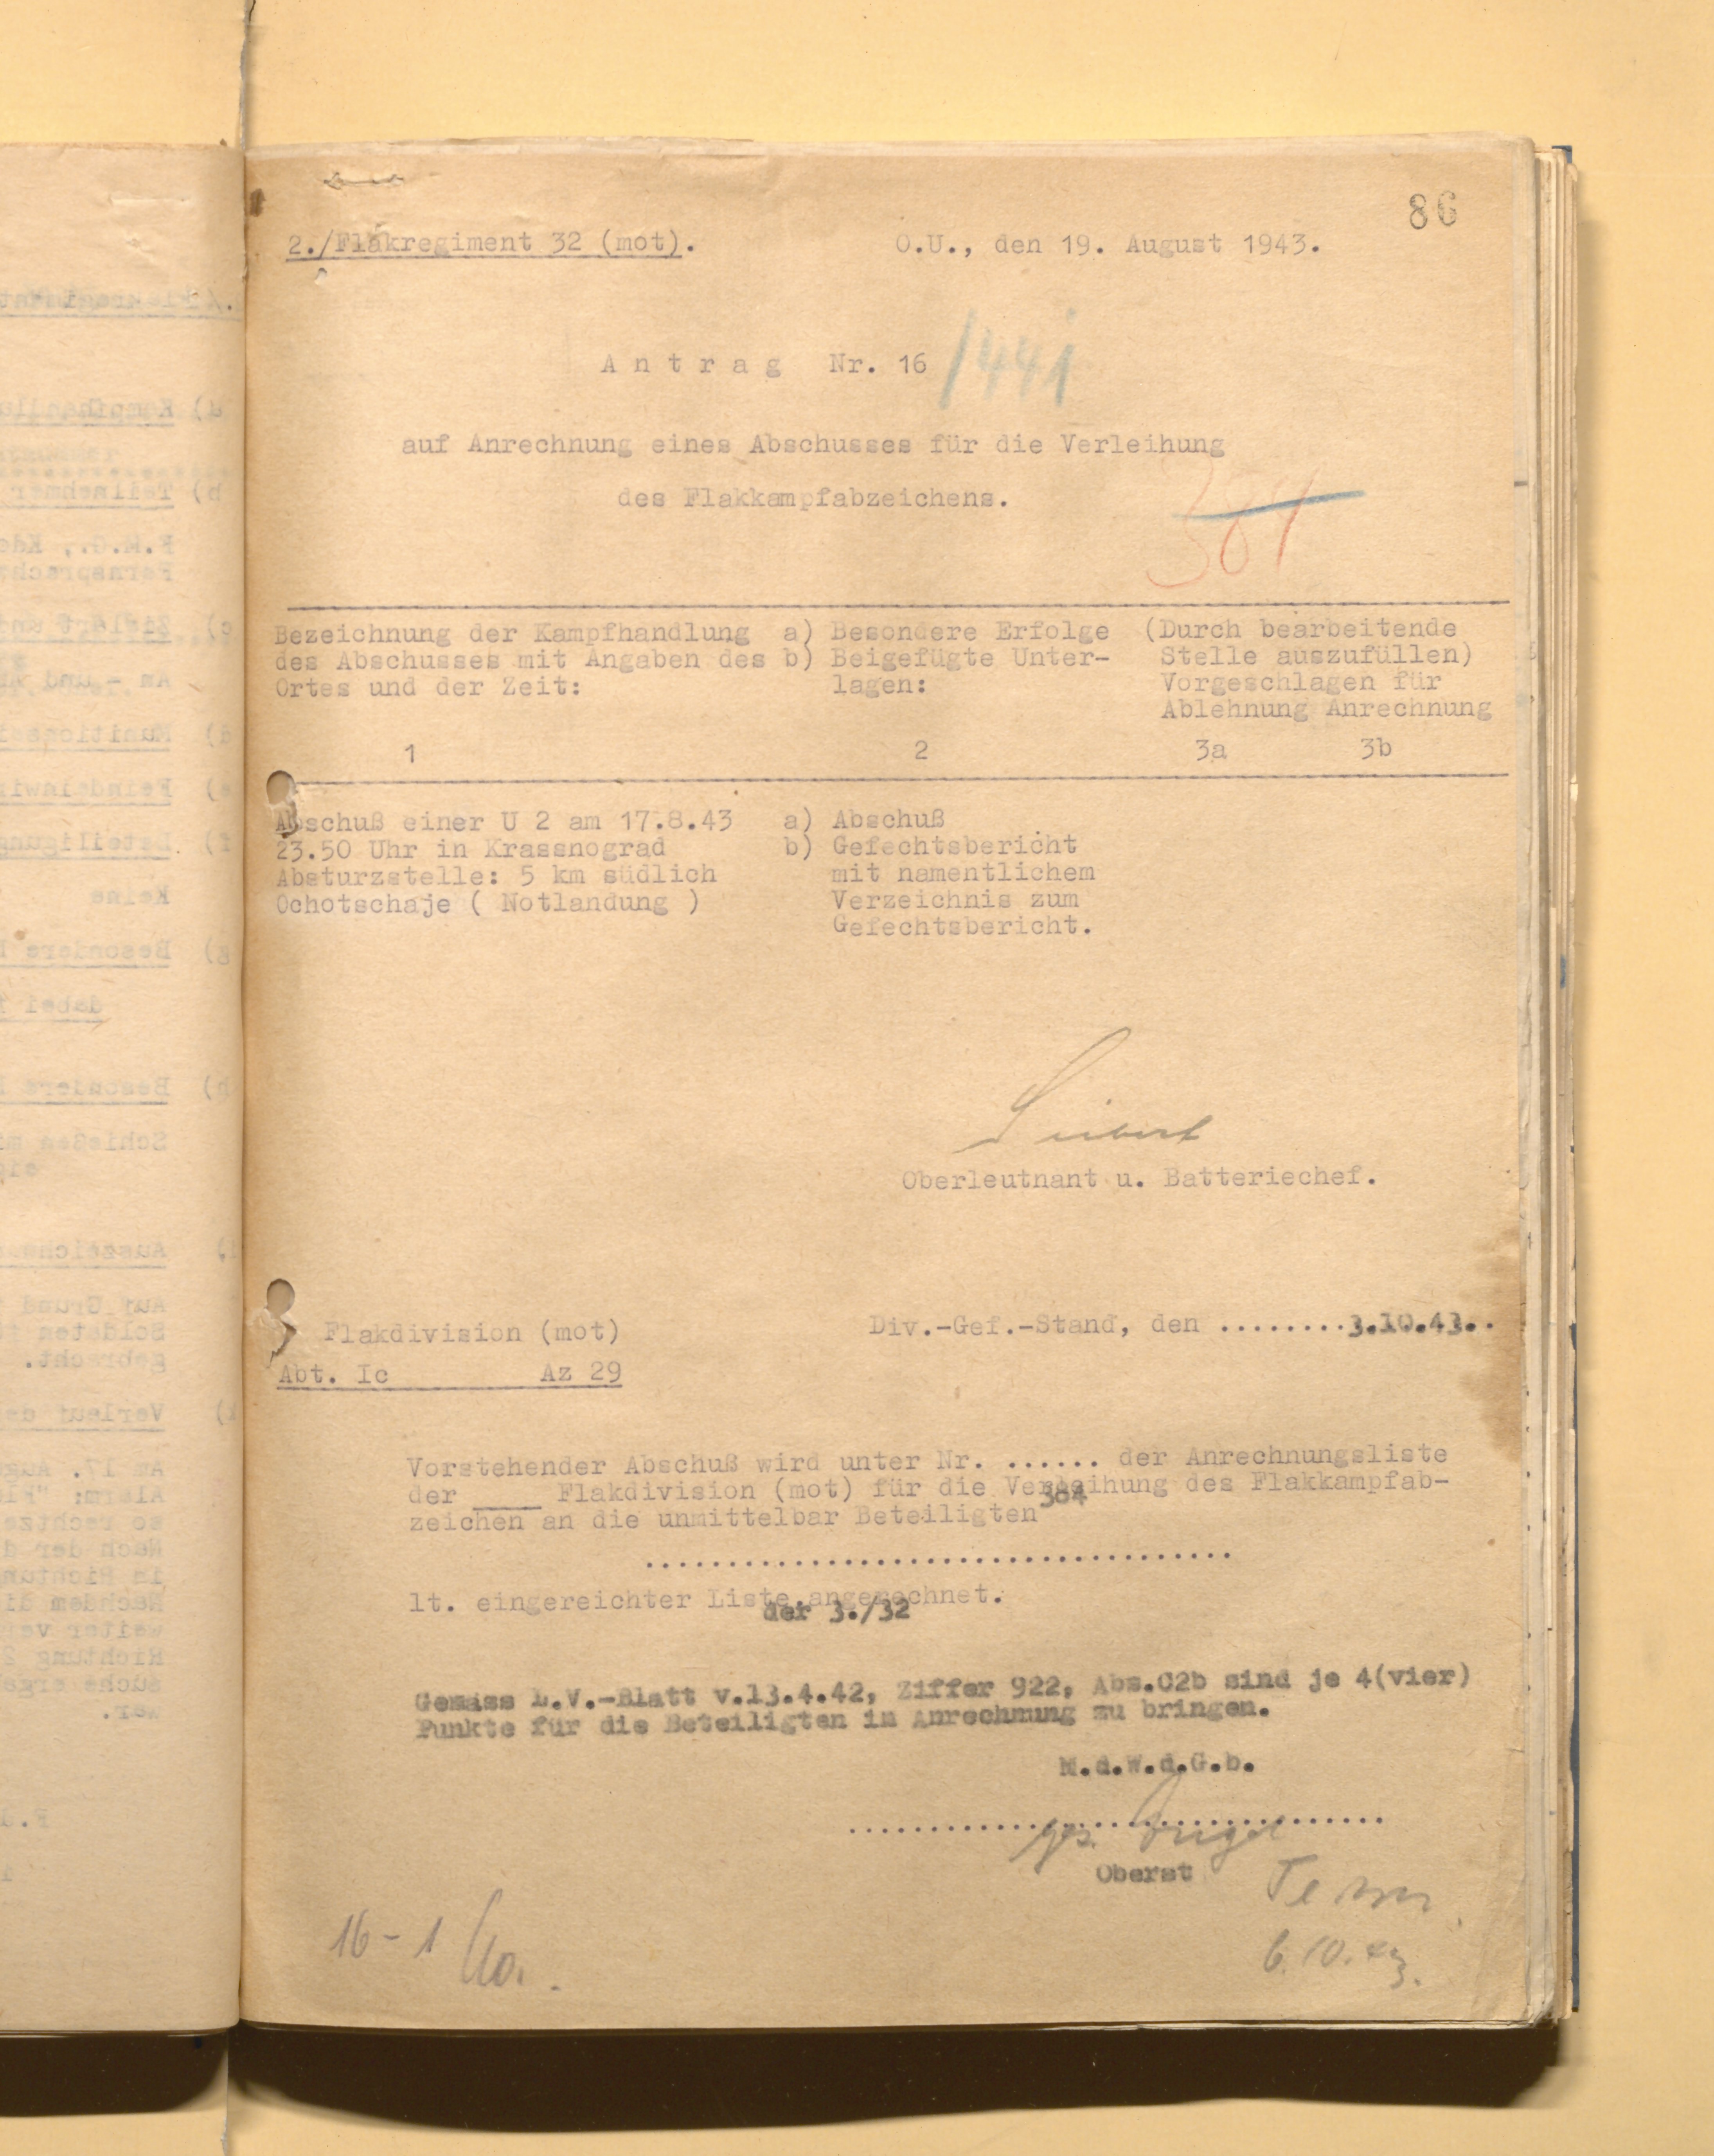 86
2./Flakregiment 32 (mot).
O.U., den 19. August 1943.
Antrag Nr. 16 /441
auf Anrechnung eines Abschusses für die Verleihung
des Flakkampfabzeichens.
384
Bezeichnung der Kampfhandlung a) Besondere Erfolge (Durch bearbeitende
des Abschusses mit Angaben des b) Beigefügte Unter- Stelle auszufüllen)
Ortes und der Zeit: lagen: Vorgeschlagen für
Ablehnung Anrechnung
1 2 3a 3b
Abschuß einer U 2 am 17.8.43 a) Abschuß
23.50 Uhr in Krassnograd b) Gefechtsbericht
Absturzstelle: 5 km südlich mit namentlichem
Ochotschaje ( Notlandung ) Verzeichnis zum
Gefechtsbericht.
Oberleutnant u. Batteriechef.
Flakdivision (mot) Div.-Gef.-Stand, den ........3.10.43..
Abt. Ic Az 29
Vorstehender Abschuß wird unter Nr. ...... der Anrechnungsliste
der ____ Flakdivision (mot) für die Verleihung des Flakkampfab-
384
zeichen an die unmittelbar Beteiligten
....................................
lt. eingereichter Liste angerechnet.
der 3./32
Gemäss L.V.-Blatt v.13.4.42, Ziffer 922, Abs.C2b sind je 4(vier)
Punkte für die Beteiligten in Anrechnung zu bringen.
M.d.W.d.G.b.
.................................
gez.
Oberst
16-1
6.10.43.